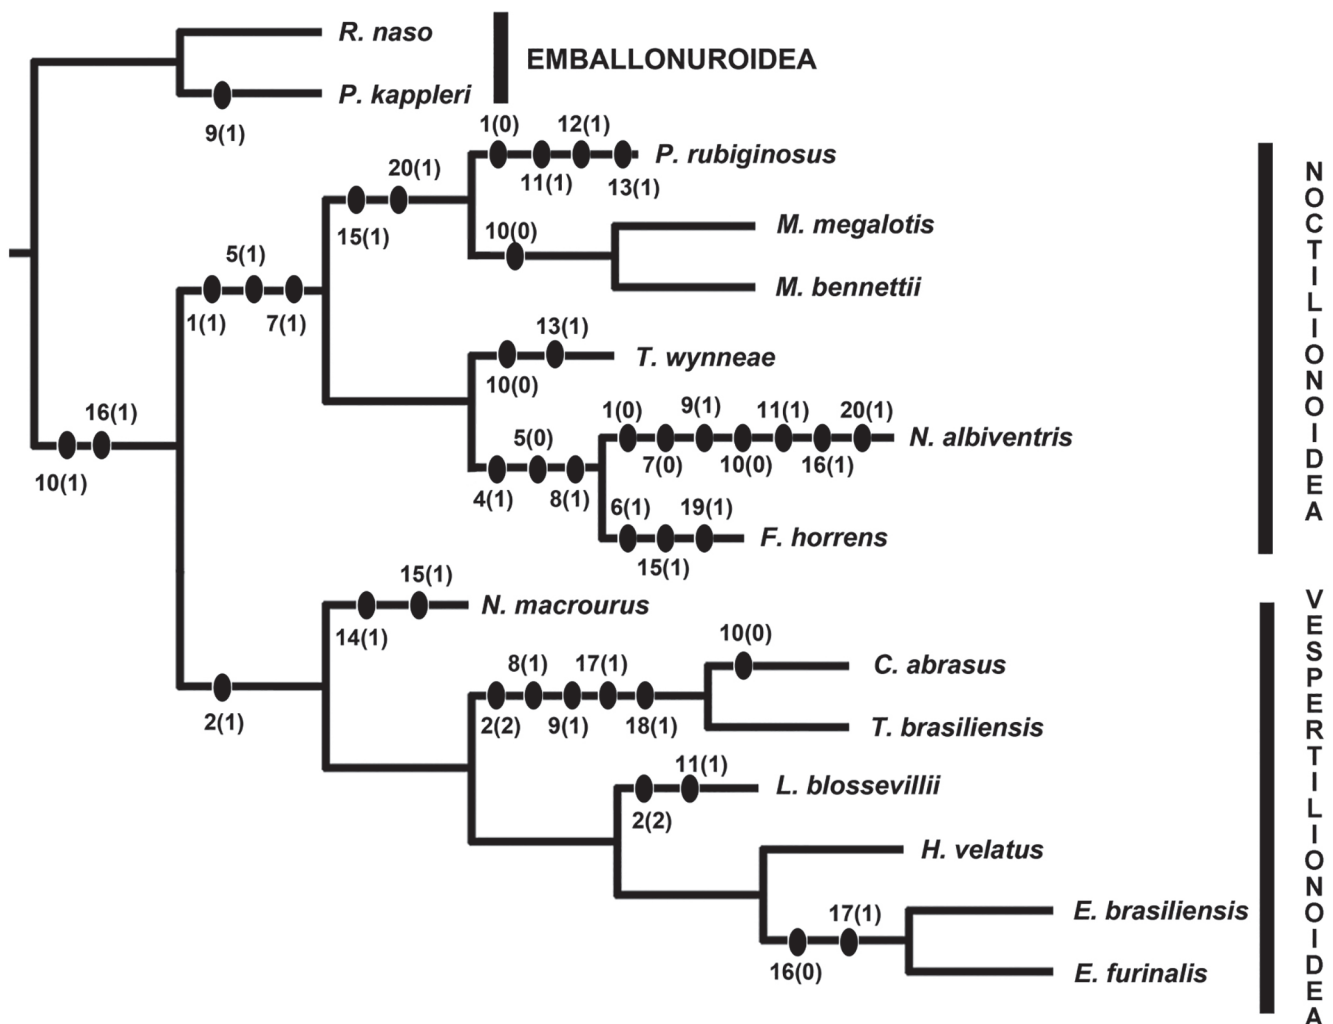 R. naso
EMBALLONUROIDEA
P. kappleri
9(1)
1(0) 12(1)
P. rubiginosus
11(1) 13(1)
20(1)
15(1)
M. megalotis
10(0)
M. bennettii
5(1)
1(1) 7(1)
13(1)
T. wynneae
10(0)
16(1)
10(1)
1(0) 9(1) 11(1) 20(1)
N. albiventris
7(0) 10(0) 16(1)
5(0)
4(1) 8(1)
6(1) 19(1)
F. horrens
15(1)
NOCTILIONOIDEA
15(1)
N. macrourus
14(1)
2(1)
10(0)
C. abrasus
8(1) 17(1)
2(2) 9(1) 18(1)
T. brasiliensis
11(1)
L. blossevillii
2(2)
H. velatus
17(1)
E. brasiliensis
16(0)
E. furinalis
VESPERTILIONOIDEA